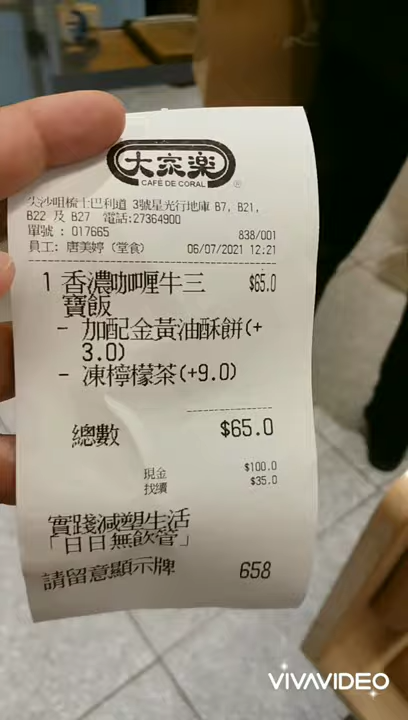 大家樂
CAFÉ DE CORAL®
尖沙咀梳士巴利道 3號星光行地庫 B7, B21,
B22 及 B27 電話:27364900
單號 : 017665 838/001
員工: 唐美婷 (堂食) 06/07/2021 12:21
1 香濃咖喱牛三 $65.0
寶飯
- 加配金黃油酥餅(+
3.0)
- 凍檸檬茶(+9.0)
總數 $65.0
現金 $100.0
找續 $35.0
實踐減塑生活
「日日無飲管」
請留意顯示牌 658
VIVAVIDEO